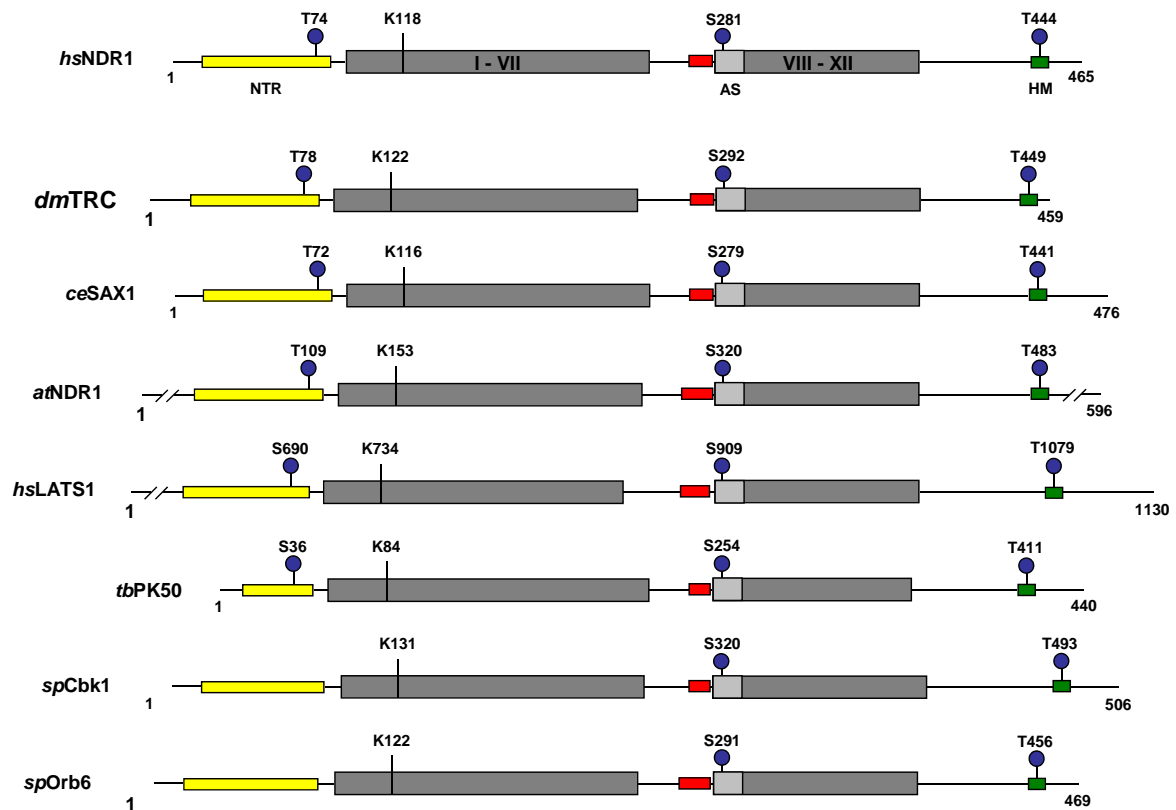 T74 K118 S281 T444
hsNDR1 I - VII VIII - XII
1 NTR AS HM 465
T78 K122 S292 T449
dmTRC
1 459
T72 K116 S279 T441
ceSAX1
1 476
T109 K153 S320 T483
atNDR1
1 596
S690 K734 S909 T1079
hsLATS1
1 1130
S36 K84 S254 T411
tbPK50
1 440
K131 S320 T493
spCbk1
1 506
K122 S291 T456
spOrb6
1 469